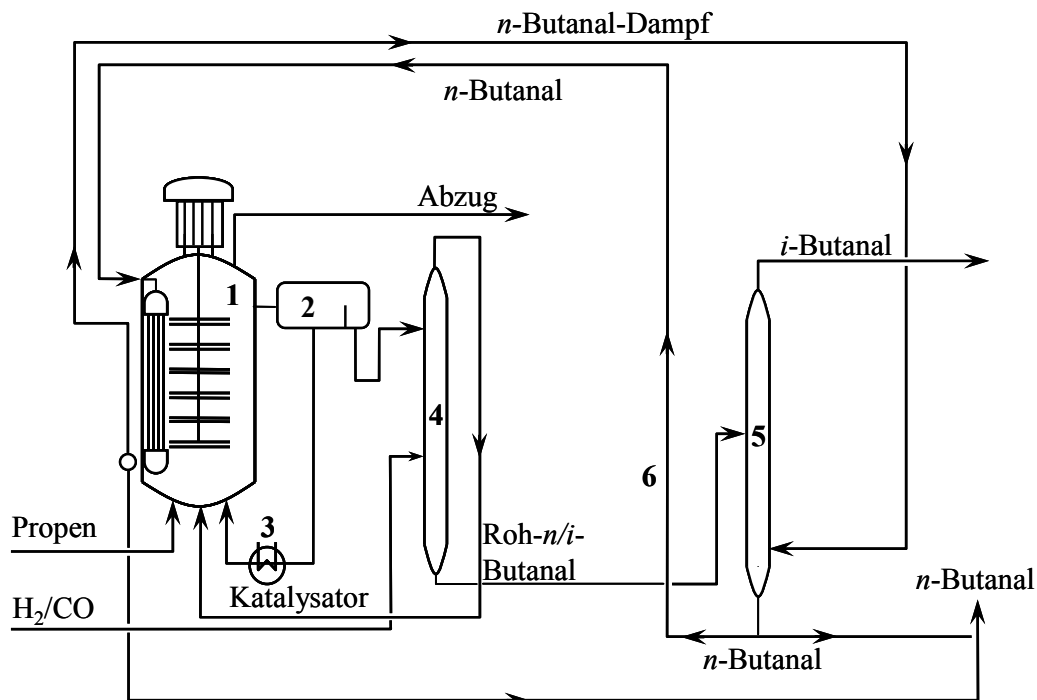 n-Butanal-Dampf
n-Butanal
Abzug
i-Butanal
1
2
4
5
6
3
Propen
Roh-n/i-
Butanal
Katalysator
n-Butanal
H₂/CO
n-Butanal